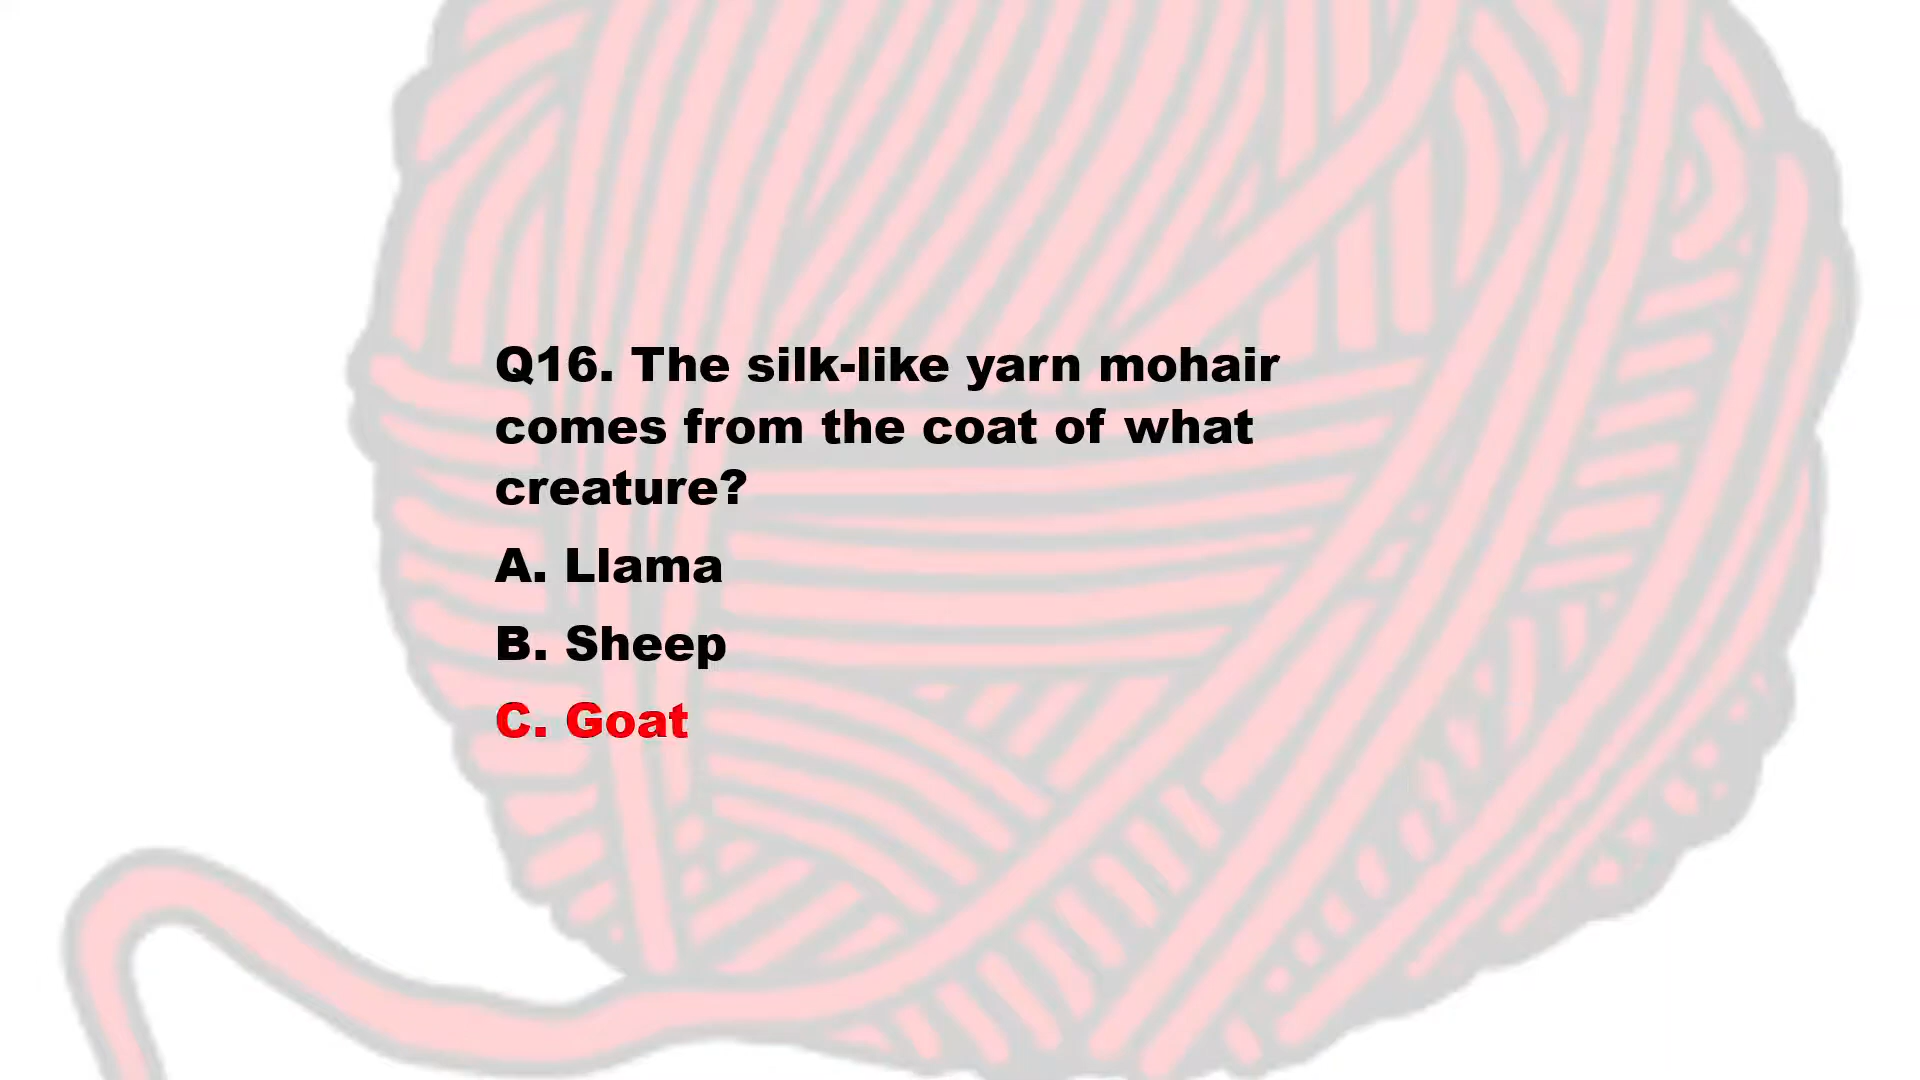 Q16. The silk-like yarn mohair
comes from the coat of what
creature?
A. Llama
B. Sheep
C. Goat